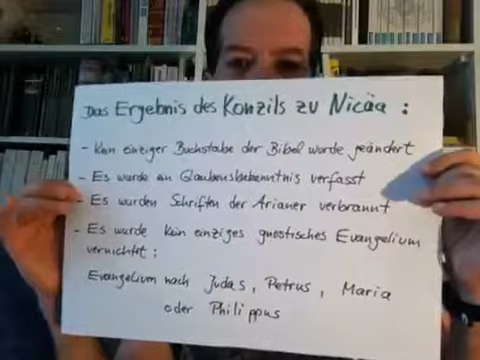 Das Ergebnis des Konzils zu Nicäa :
- Kein einziger Buchstabe der Bibel wurde geändert
- Es wurde ein Glaubensbekenntnis verfasst
- Es wurden Schriften der Arianer verbrannt
- Es wurde kein einziges gnostisches Evangelium
vernichtet :
Evangelium nach Judas, Petrus, Maria
oder Philippus